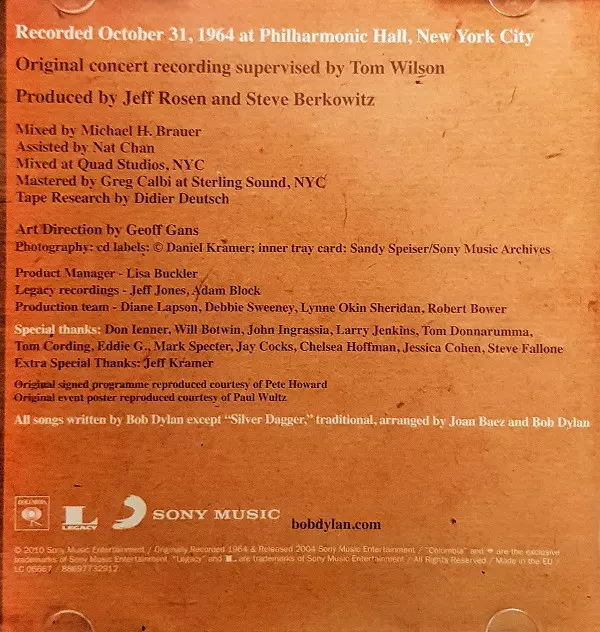 Recorded October 31, 1964 at Philharmonic Hall, New York City
Original concert recording supervised by Tom Wilson
Produced by Jeff Rosen and Steve Berkowitz
Mixed by Michael H. Brauer
Assisted by Nat Chan
Mixed at Quad Studios, NYC
Mastered by Greg Calbi at Sterling Sound, NYC
Tape Research by Didier Deutsch
Art Direction by Geoff Gans
Photography: cd labels: © Daniel Kramer; inner tray card: Sandy Speiser/Sony Music Archives
Product Manager - Lisa Buckler
Legacy recordings - Jeff Jones, Adam Block
Production team - Diane Lapson, Debbie Sweeney, Lynne Okin Sheridan, Robert Bower
Special thanks: Don Ienner, Will Botwin, John Ingrassia, Larry Jenkins, Tom Donnarumma,
Tom Cording, Eddie G., Mark Specter, Jay Cocks, Chelsea Hoffman, Jessica Cohen, Steve Fallone
Extra Special Thanks: Jeff Kramer
Original signed programme reproduced courtesy of Pete Howard
Original event poster reproduced courtesy of Paul Wultz
All songs written by Bob Dylan except “Silver Dagger,” traditional, arranged by Joan Baez and Bob Dylan
COLUMBIA
L LEGACY
SONY MUSIC
bobdylan.com
© 2010 Sony Music Entertainment / Originally Recorded 1964 & Released 2004 Sony Music Entertainment / "Columbia" and are the exclusive
trademarks of Sony Music Entertainment. "Legacy" and L are trademarks of Sony Music Entertainment / All Rights Reserved / Made in the EU /
LC 06667 / 88697732912